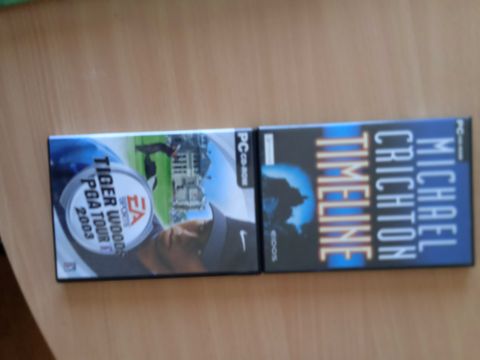 PC CD-ROM
MICHAEL
CRICHTON
TIMELINE
EIDOS
PC CD-ROM
EA
SPORTS
TIGER WOODS
PGA TOUR
2003